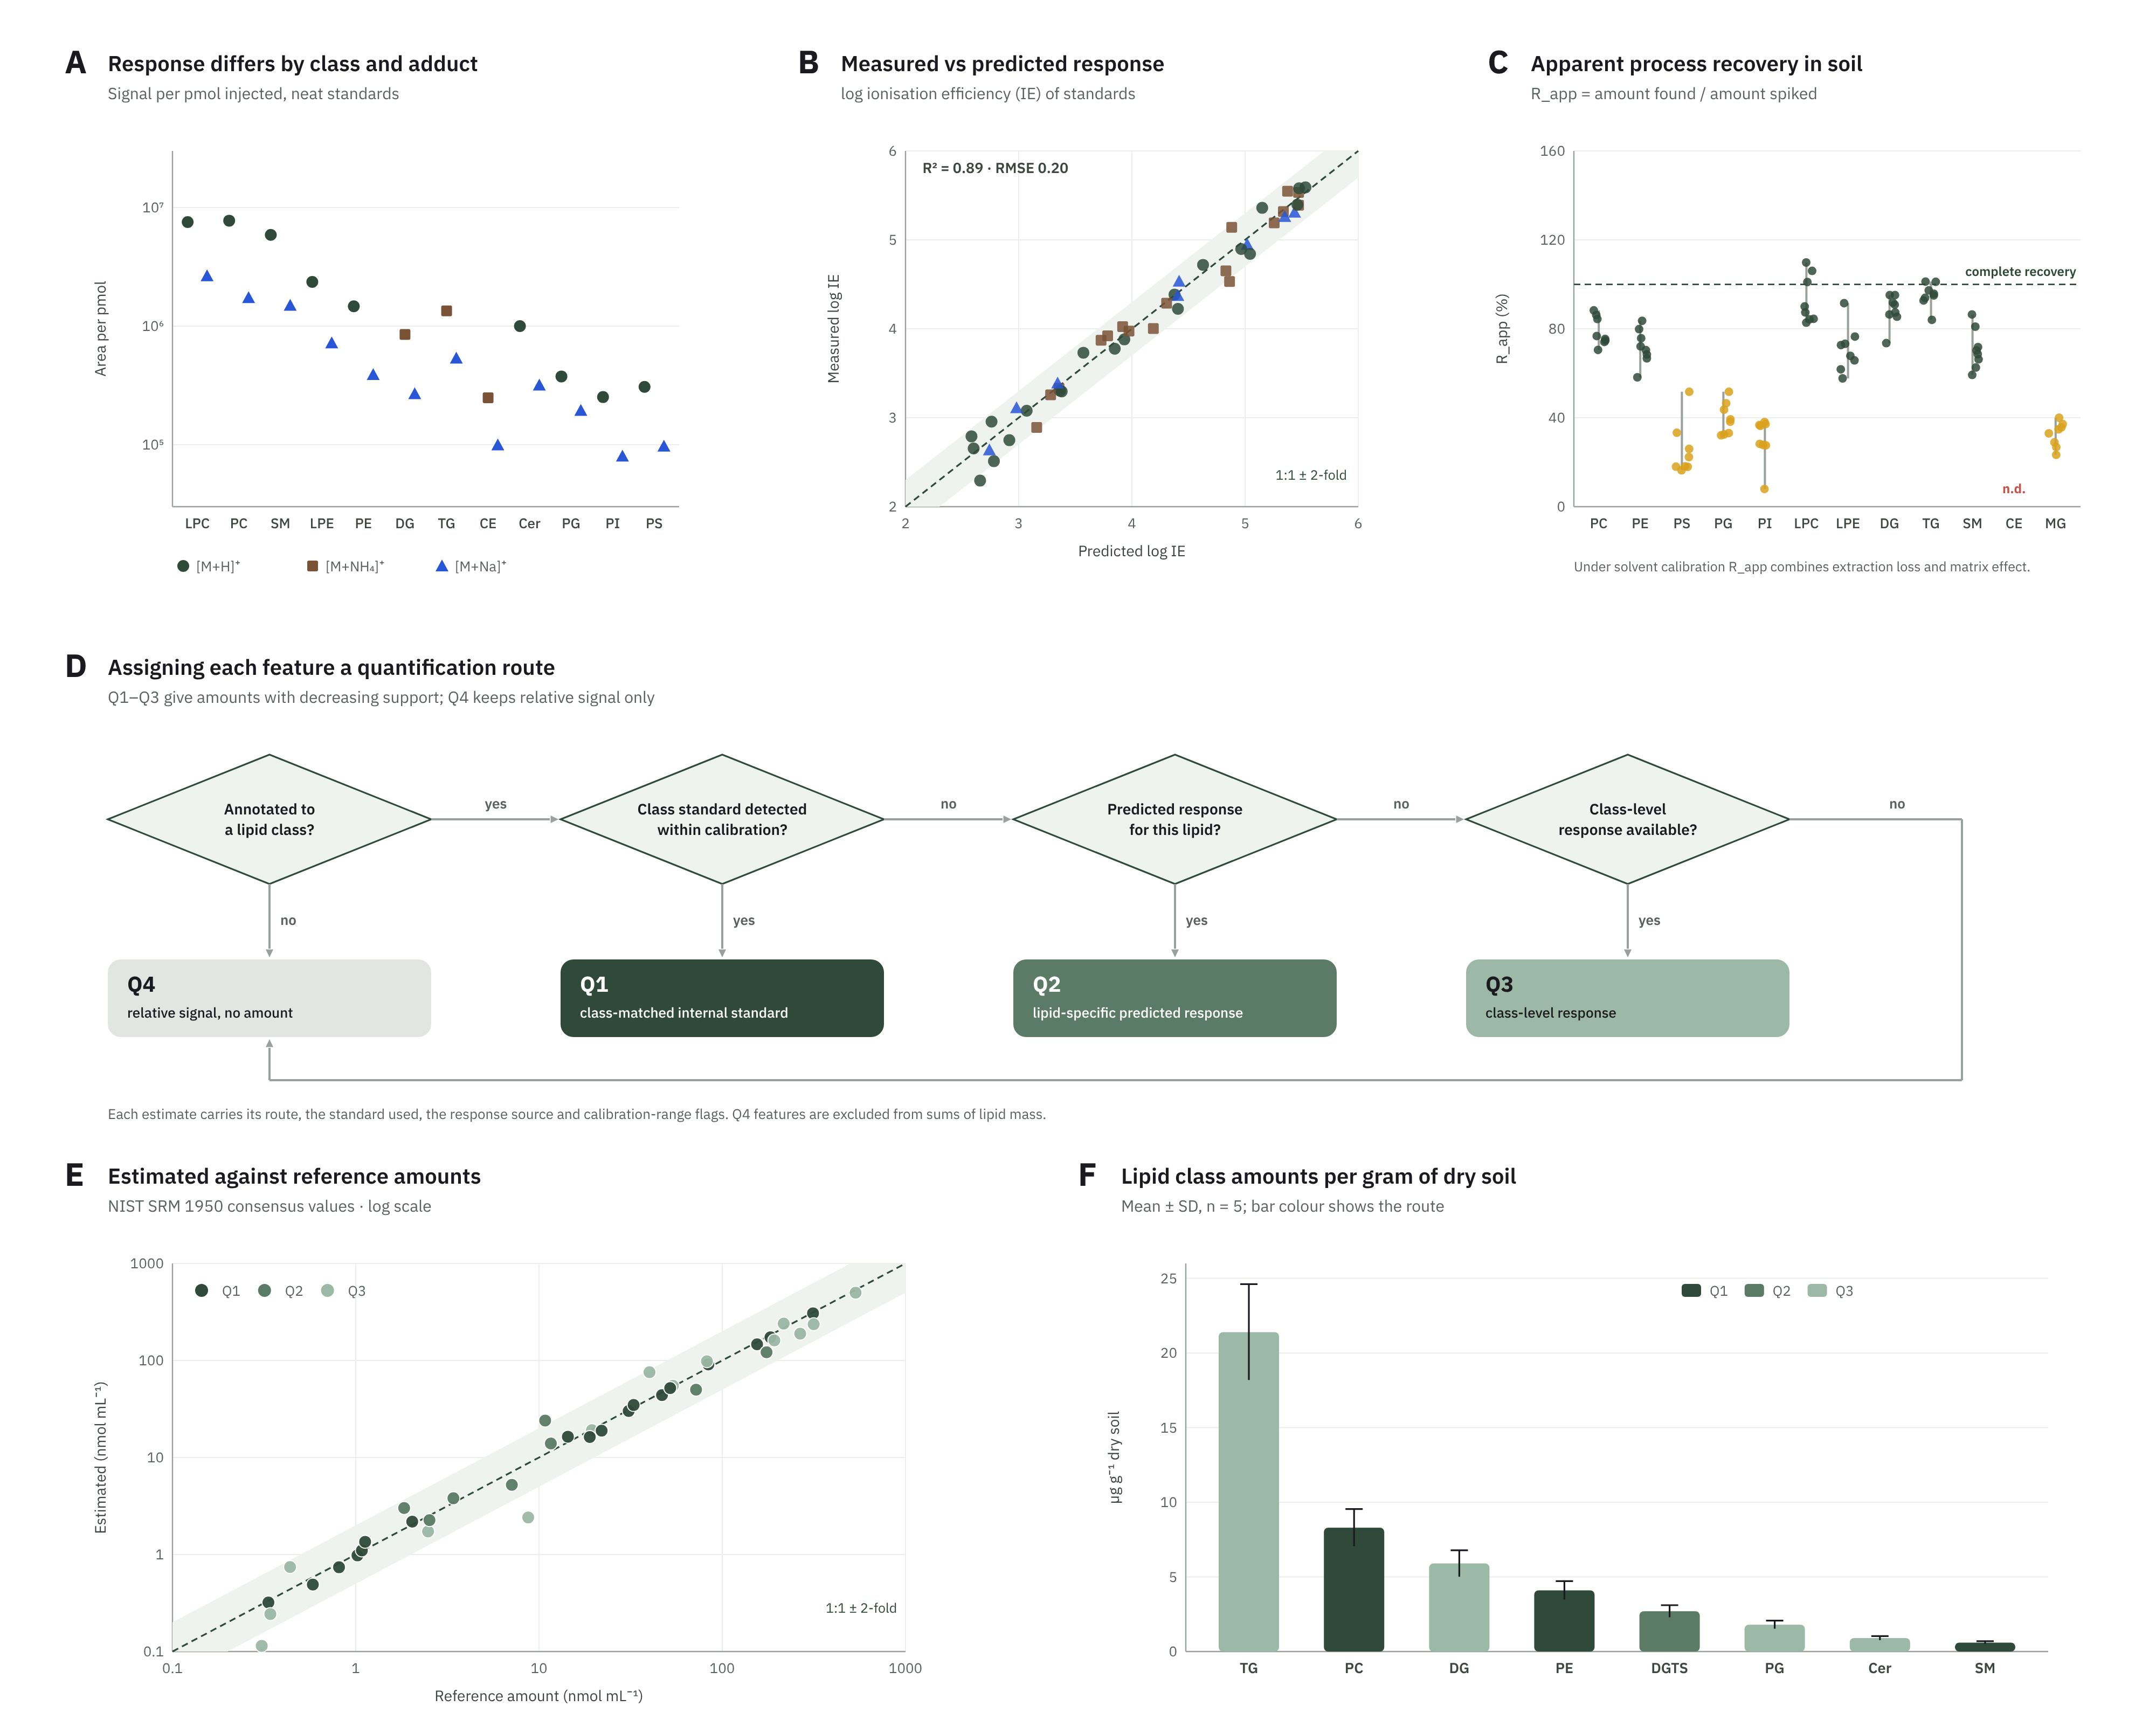 A Response differs by class and adduct
Signal per pmol injected, neat standards
Area per pmol
10⁷
10⁶
10⁵
LPC PC SM LPE PE DG TG CE Cer PG PI PS
[M+H]⁺ [M+NH₄]⁺ [M+Na]⁺
B Measured vs predicted response
log ionisation efficiency (IE) of standards
R² = 0.89 · RMSE 0.20
Measured log IE
6
5
4
3
2
1:1 ± 2-fold
2 3 4 5 6
Predicted log IE
C Apparent process recovery in soil
R_app = amount found / amount spiked
R_app (%)
160
120
complete recovery
80
40
n.d.
0
PC PE PS PG PI LPC LPE DG TG SM CE MG
Under solvent calibration R_app combines extraction loss and matrix effect.
D Assigning each feature a quantification route
Q1–Q3 give amounts with decreasing support; Q4 keeps relative signal only
Annotated to
a lipid class?
yes
Class standard detected
within calibration?
no
Predicted response
for this lipid?
no
Class-level
response available?
no
no
yes
yes
yes
Q4
relative signal, no amount
Q1
class-matched internal standard
Q2
lipid-specific predicted response
Q3
class-level response
Each estimate carries its route, the standard used, the response source and calibration-range flags. Q4 features are excluded from sums of lipid mass.
E Estimated against reference amounts
NIST SRM 1950 consensus values · log scale
Q1 Q2 Q3
Estimated (nmol mL⁻¹)
1000
100
10
1
0.1
1:1 ± 2-fold
0.1 1 10 100 1000
Reference amount (nmol mL⁻¹)
F Lipid class amounts per gram of dry soil
Mean ± SD, n = 5; bar colour shows the route
Q1 Q2 Q3
µg g⁻¹ dry soil
25
20
15
10
5
0
TG PC DG PE DGTS PG Cer SM